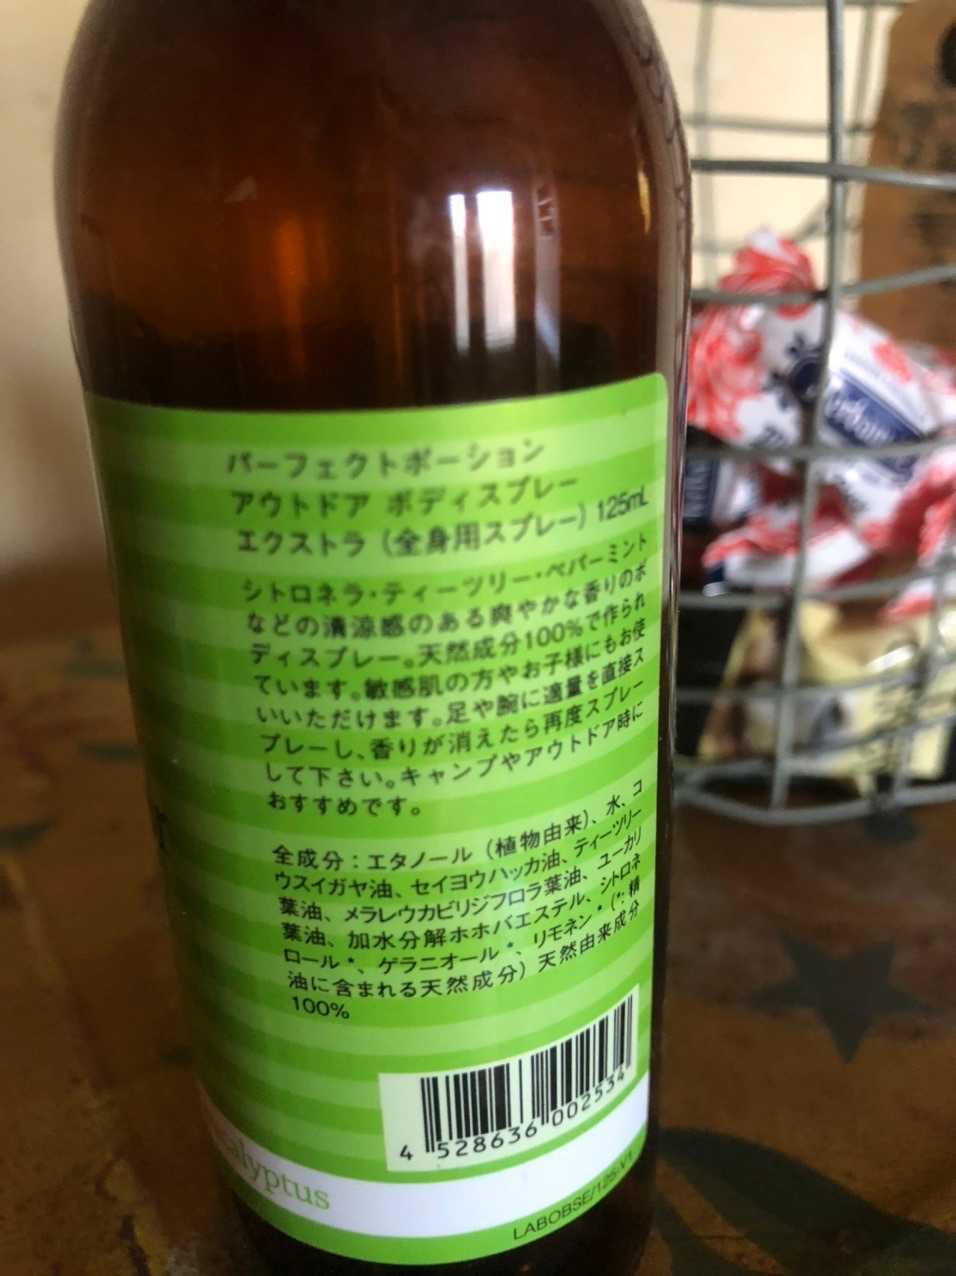 パーフェクトポーション
アウトドア ボディスプレー
エクストラ (全身用スプレー) 125mL
シトロネラ・ティーツリー・ペパーミント
などの清涼感のある爽やかな香りのボ
ディスプレー。天然成分100%で作られ
ています。敏感肌の方やお子様にもお使
いいただけます。足や腕に適量を直接ス
プレーし、香りが消えたら再度スプレー
して下さい。キャンプやアウトドア時に
おすすめです。
全成分:エタノール (植物由来)、水、コ
ウスイガヤ油、セイヨウハッカ油、ティーツリー
葉油、メラレウカビリジフロラ葉油、ユーカリ
葉油、加水分解ホホバエステル、シトロネ
ロール*、ゲラニオール*、リモネン* (*:精
油に含まれる天然成分) 天然由来成分
100%
4 528636 002534
alyptus
LABOBSE/125-V1